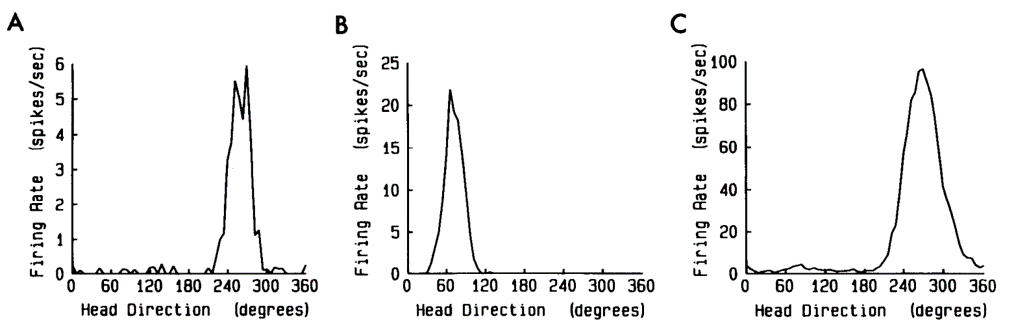 A
Firing Rate (spikes/sec)
6
5
4
3
2
1
0
0 60 120 180 240 300 360
Head Direction (degrees)
B
Firing Rate (spikes/sec)
25
20
15
10
5
0
0 60 120 180 240 300 360
Head Direction (degrees)
C
Firing Rate (spikes/sec)
100
80
60
40
20
0
0 60 120 180 240 300 360
Head Direction (degrees)